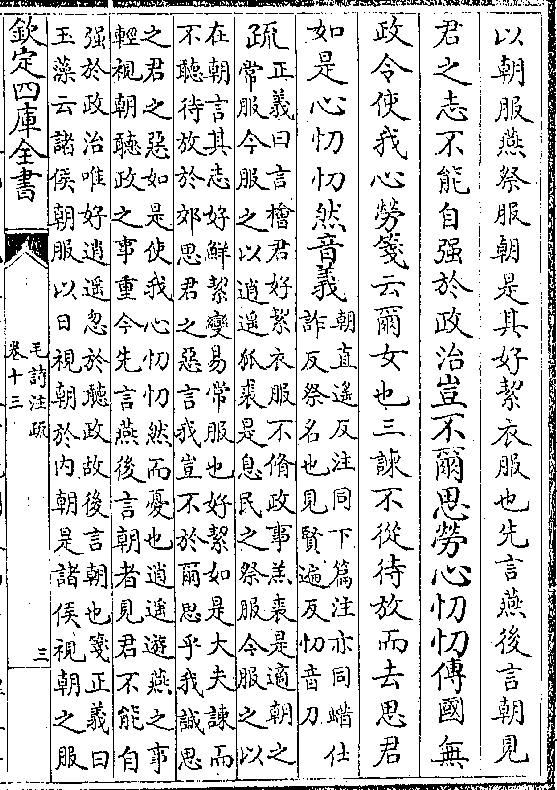 以朝服燕祭服朝是其好絜衣服也先言燕後言朝見
君之志不能自强於政治豈不爾思勞心忉忉傳國無
政令使我心勞箋云爾女也三諫不從待放而去思君
如是心忉忉然音義
朝直遥反注同下篇注亦同蜡仕
詐反祭名也見賢遍反忉音刀
疏
正義曰言檜君好絜衣服不脩政事羔裘是適朝之
常服今服之以逍遥狐裘是息民之祭服今服之以
在朝言其志好鮮絜變易常服也好絜如是大夫諫而
不聽待放於郊思君之惡言我豈不於爾思乎我誠思
之君之惡如是使我心忉忉然而憂也逍遥遊燕之事
輕視朝聽政之事重今先言燕後言朝者見君不能自
强於政治唯好逍遥忽於聽政故後言朝也箋正義曰
玉藻云諸侯朝服以日視朝於内朝是諸侯視朝之服
欽定四庫全書
毛詩注疏
卷十三
三